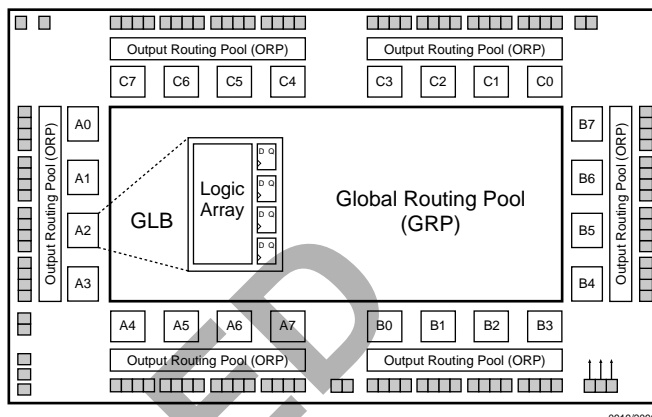 Output Routing Pool (ORP) Output Routing Pool (ORP)
C7 C6 C5 C4 C3 C2 C1 C0
Output Routing Pool (ORP)
A0
A1
A2
A3
GLB
Logic
Array
D Q
D Q
D Q
D Q
Global Routing Pool
(GRP)
B7
B6
B5
B4
Output Routing Pool (ORP)
A4 A5 A6 A7 B0 B1 B2 B3
Output Routing Pool (ORP) Output Routing Pool (ORP)
ED